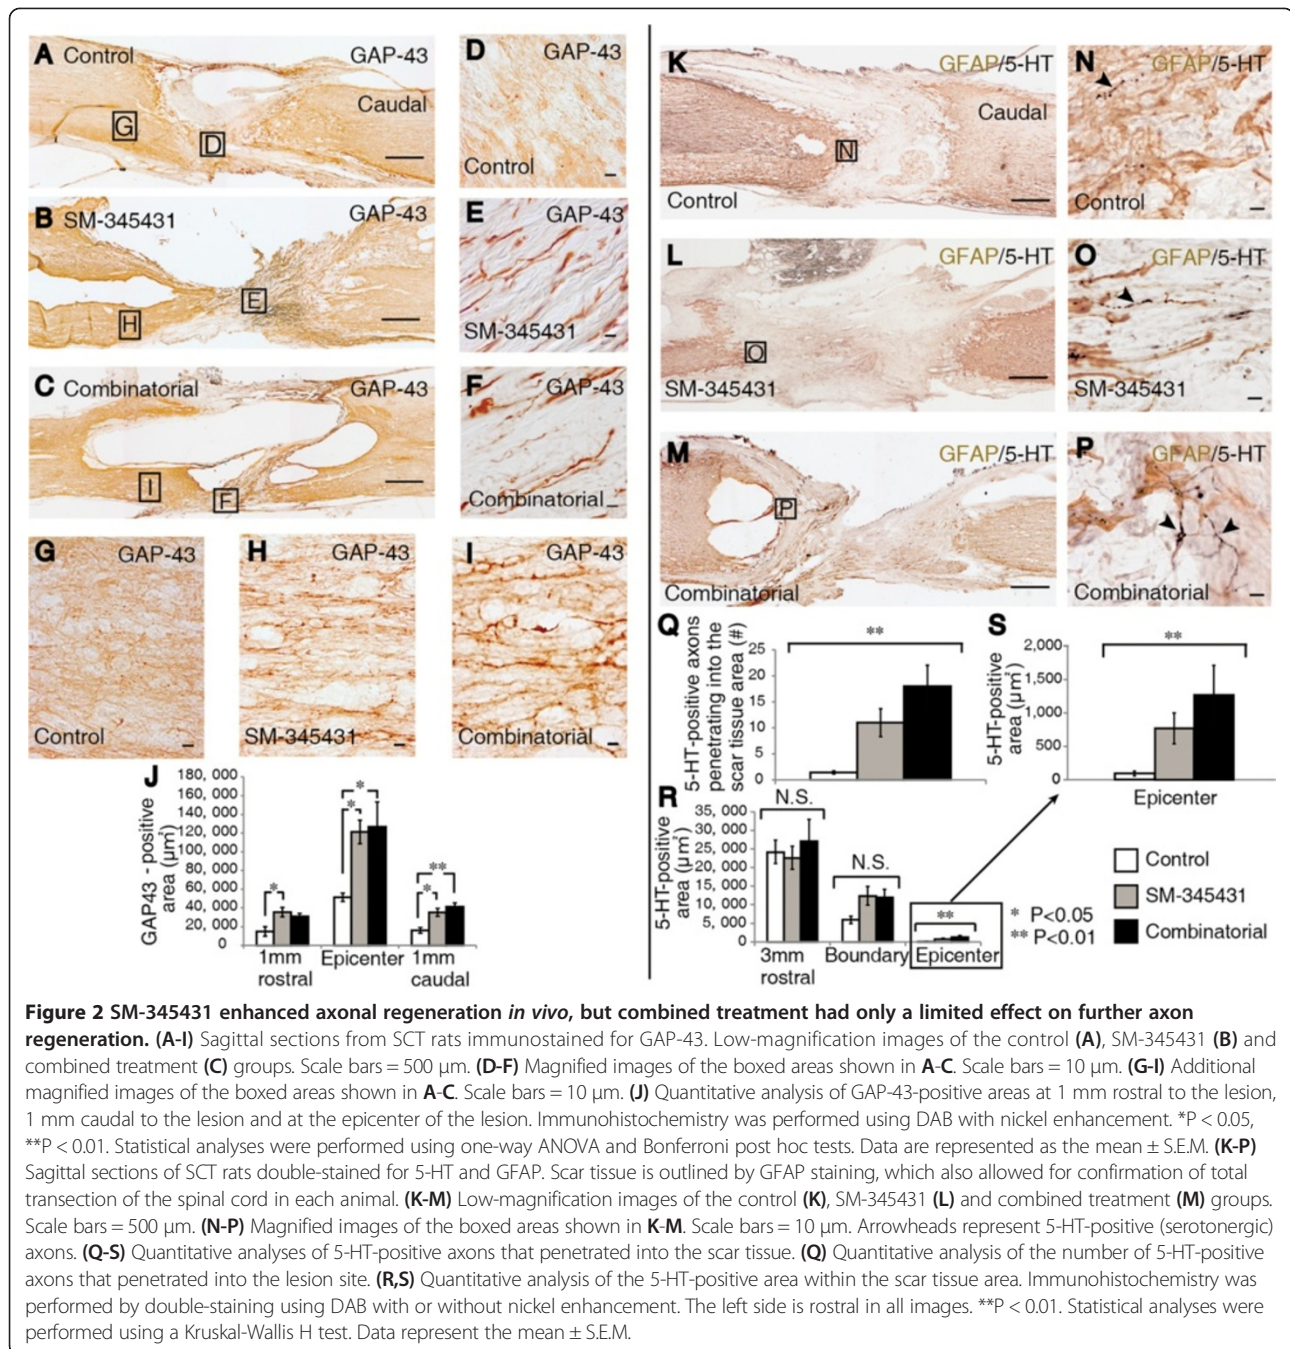 A Control GAP-43
Caudal
G
D
B SM-345431 GAP-43
E
H
C Combinatorial GAP-43
I
F
D GAP-43
Control
E GAP-43
SM-345431
F GAP-43
Combinatorial
G GAP-43
Control
H GAP-43
SM-345431
I GAP-43
Combinatorial
J
GAP43 - positive
area (µm²)
180, 000
160, 000
140, 000
120, 000
100, 000
80, 000
60, 000
40, 000
20, 000
0
*
*
*
*
**
1mm
rostral
Epicenter
1mm
caudal
K GFAP/5-HT
Caudal
N
Control
L GFAP/5-HT
O
SM-345431
M GFAP/5-HT
P
Combinatorial
N GFAP/5-HT
Control
O GFAP/5-HT
SM-345431
P GFAP/5-HT
Combinatorial
Q
5-HT-positive axons
penetrating into the
scar tissue area (#)
25
20
15
10
5
0
**
S
5-HT-positive
area (µm²)
2,000
1,500
1,000
500
0
**
Epicenter
R
5-HT-positive
area (µm²)
35, 000
30, 000
25, 000
20, 000
15, 000
10, 000
5, 000
0
N.S.
N.S.
**
3mm
rostral
Boundary
Epicenter
* P<0.05
** P<0.01
Control
SM-345431
Combinatorial
Figure 2 SM-345431 enhanced axonal regeneration in vivo, but combined treatment had only a limited effect on further axon
regeneration. (A-I) Sagittal sections from SCT rats immunostained for GAP-43. Low-magnification images of the control (A), SM-345431 (B) and
combined treatment (C) groups. Scale bars = 500 µm. (D-F) Magnified images of the boxed areas shown in A-C. Scale bars = 10 µm. (G-I) Additional
magnified images of the boxed areas shown in A-C. Scale bars = 10 µm. (J) Quantitative analysis of GAP-43-positive areas at 1 mm rostral to the lesion,
1 mm caudal to the lesion and at the epicenter of the lesion. Immunohistochemistry was performed using DAB with nickel enhancement. *P < 0.05,
**P < 0.01. Statistical analyses were performed using one-way ANOVA and Bonferroni post hoc tests. Data are represented as the mean ± S.E.M. (K-P)
Sagittal sections of SCT rats double-stained for 5-HT and GFAP. Scar tissue is outlined by GFAP staining, which also allowed for confirmation of total
transection of the spinal cord in each animal. (K-M) Low-magnification images of the control (K), SM-345431 (L) and combined treatment (M) groups.
Scale bars = 500 µm. (N-P) Magnified images of the boxed areas shown in K-M. Scale bars = 10 µm. Arrowheads represent 5-HT-positive (serotonergic)
axons. (Q-S) Quantitative analyses of 5-HT-positive axons that penetrated into the scar tissue. (Q) Quantitative analysis of the number of 5-HT-positive
axons that penetrated into the lesion site. (R,S) Quantitative analysis of the 5-HT-positive area within the scar tissue area. Immunohistochemistry was
performed by double-staining using DAB with or without nickel enhancement. The left side is rostral in all images. **P < 0.01. Statistical analyses were
performed using a Kruskal-Wallis H test. Data represent the mean ± S.E.M.